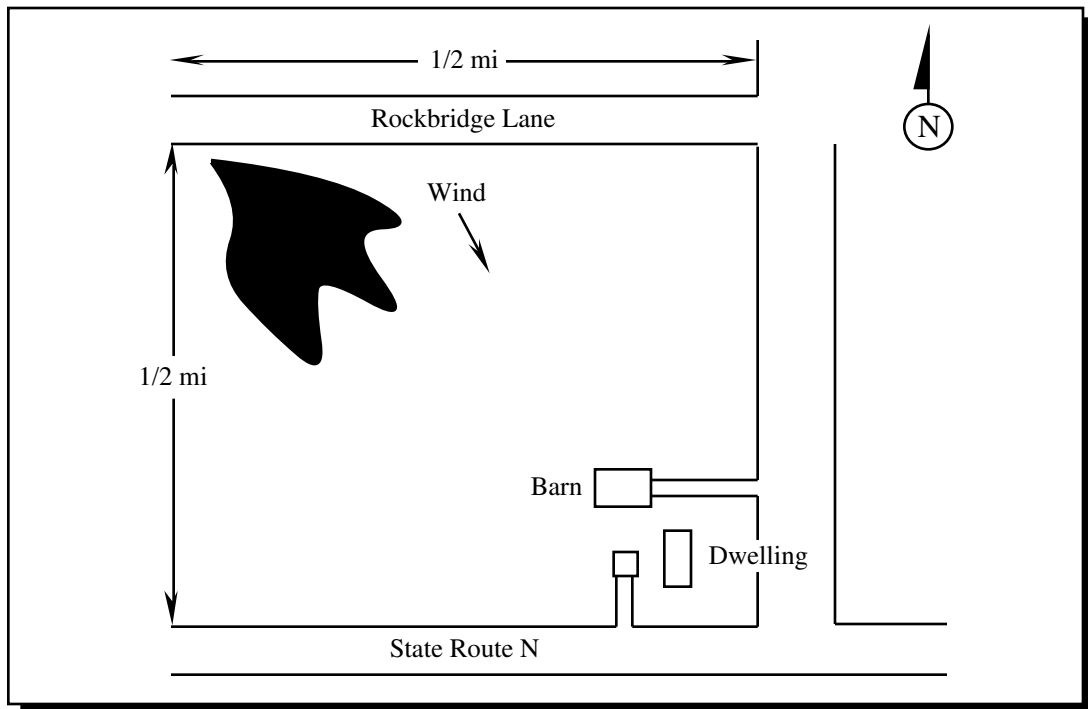 1/2 mi
Rockbridge Lane
N
Wind
1/2 mi
Barn
Dwelling
State Route N